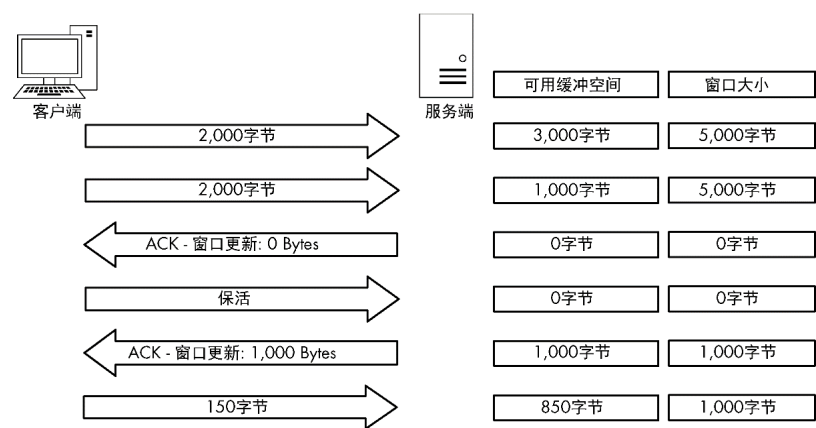 可用缓冲空间 窗口大小
客户端 服务端
2,000字节 3,000字节 5,000字节
2,000字节 1,000字节 5,000字节
ACK - 窗口更新: 0 Bytes 0字节 0字节
保活 0字节 0字节
ACK - 窗口更新: 1,000 Bytes 1,000字节 1,000字节
150字节 850字节 1,000字节